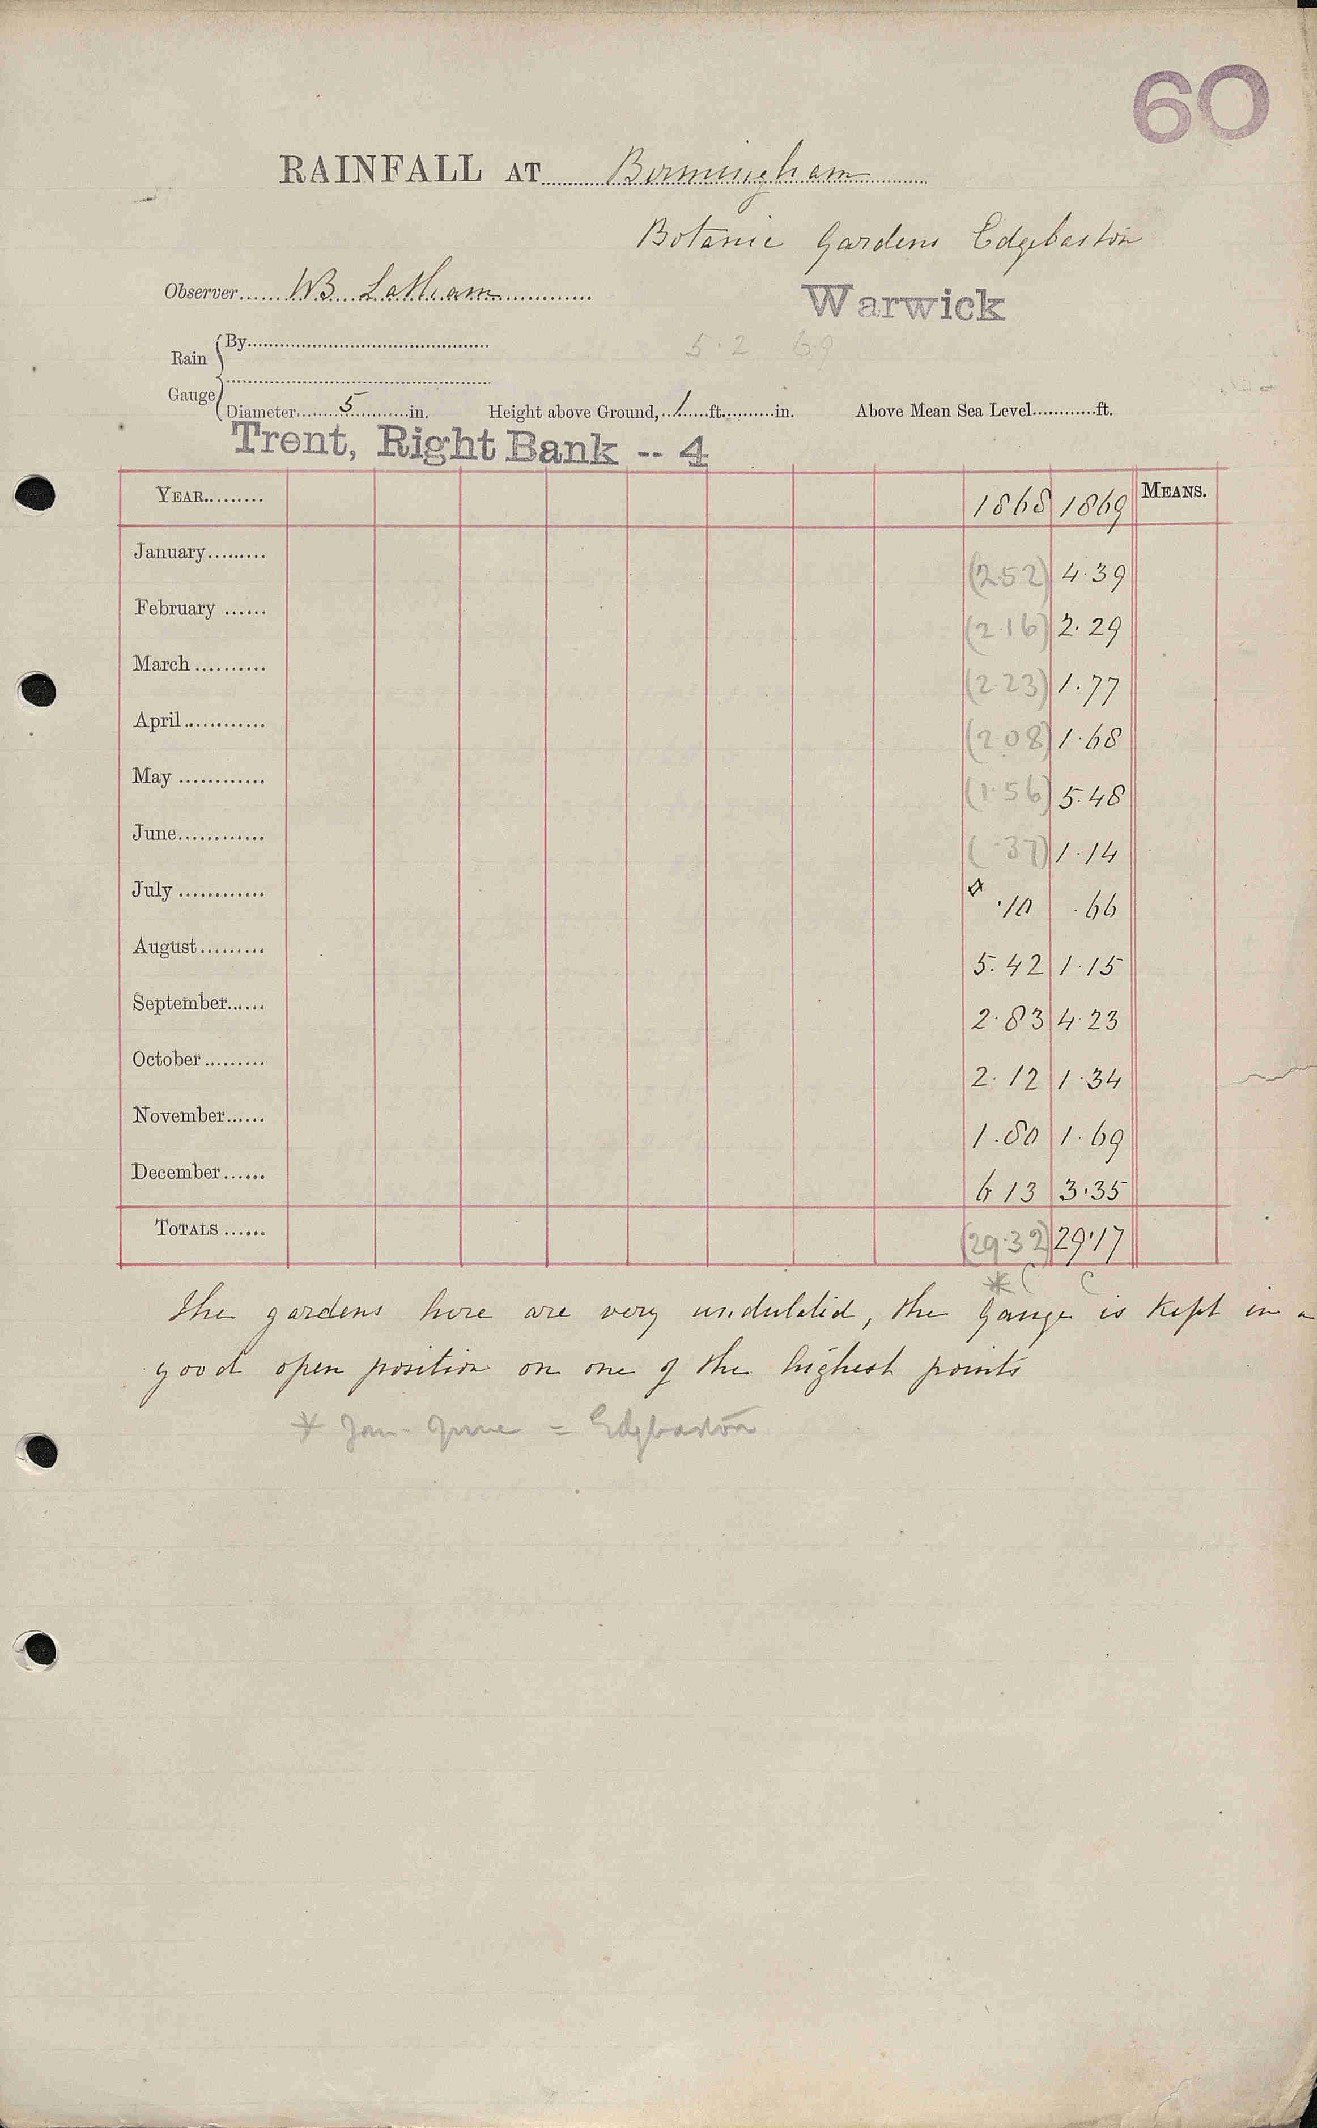 60
RAINFALL AT Birmingham
Botanic Gardens Edgbaston
Observer WB Latham
Warwick
Rain Gauge
By
5.2 69
Diameter 5 in. Height above Ground, 1 ft. in. Above Mean Sea Level ft.
Trent, Right Bank -- 4
YEAR 1868 1869 MEANS.
January (2.52) 4.39
February (2.16) 2.29
March (2.23) 1.77
April (2.08) 1.68
May (1.56) 5.48
June (.37) 1.14
July .10 .66
August 5.42 1.15
September 2.83 4.23
October 2.12 1.34
November 1.80 1.69
December 6 13 3.35
TOTALS (29.32) 29.17
* C C
The gardens here are very undulated, the gauge is kept in a
good open position on one of the highest points
* Jan - June = Edgbaston